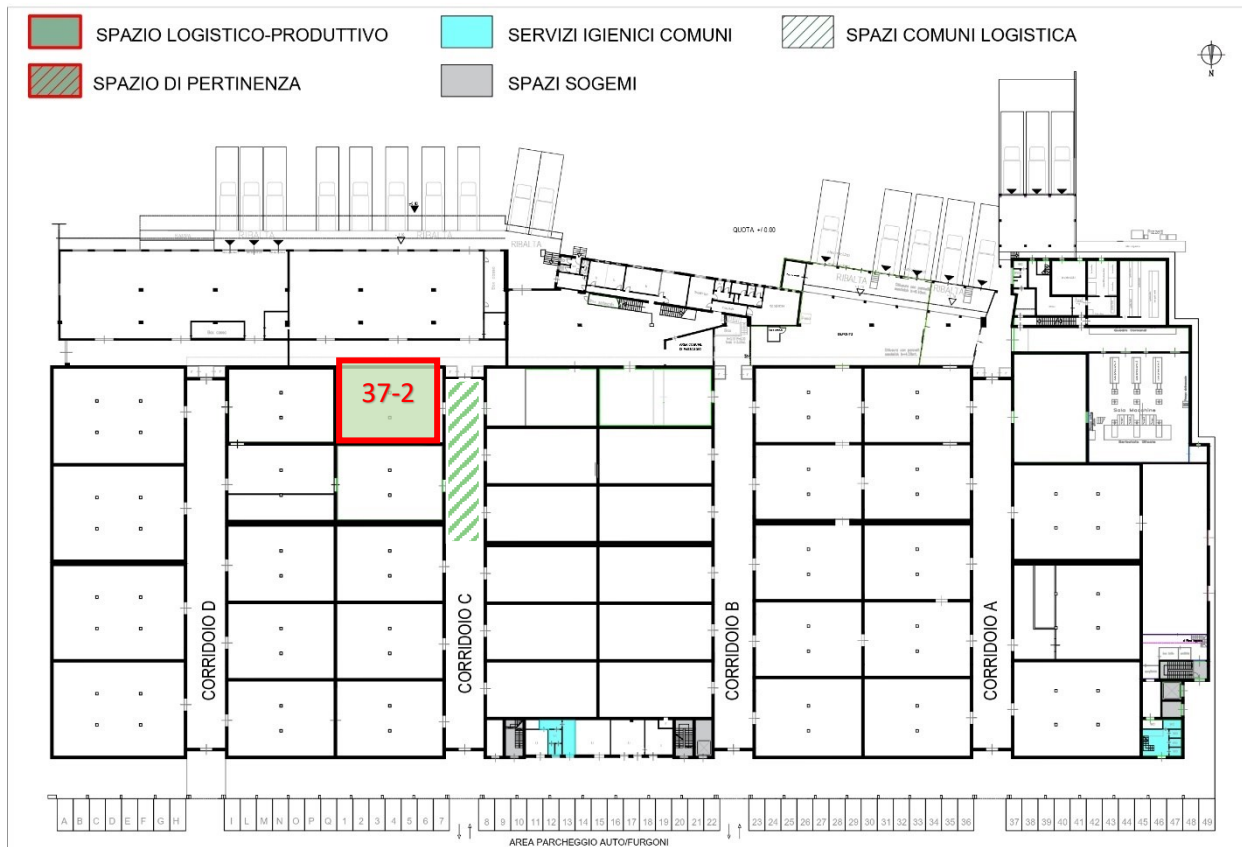 SPAZIO LOGISTICO-PRODUTTIVO
SERVIZI IGIENICI COMUNI
SPAZI COMUNI LOGISTICA
SPAZIO DI PERTINENZA
SPAZI SOGEMI
N
RIBALTA
RIBALTA
RIBALTA
QUOTA +/0.00
RIBALTA
RIBALTA
37-2
Sala Macchine
CORRIDOIO D
CORRIDOIO C
CORRIDOIO B
CORRIDOIO A
A B C D E F G H
I L M N O P Q 1 2 3 4 5 6 7
8 9 10 11 12 13 14 15 16 17 18 19 20 21 22
23 24 25 26 27 28 29 30 31 32 33 34 35 36
37 38 39 40 41 42 43 44 45 46 47 48 49
AREA PARCHEGGIO AUTO/FURGONI